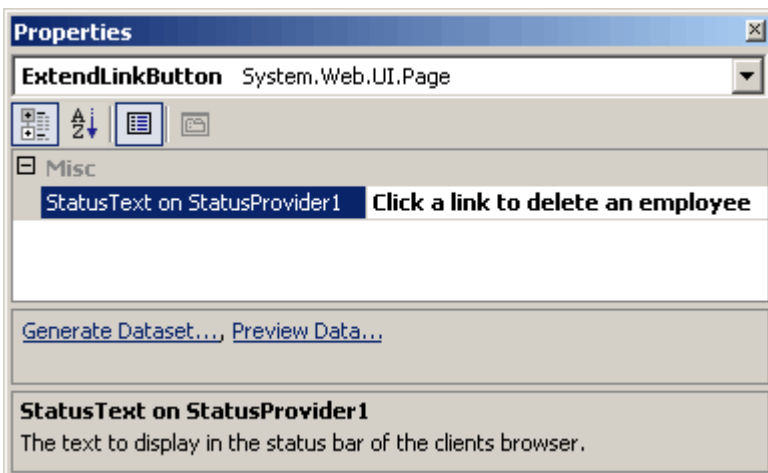 Properties
ExtendLinkButton System.Web.UI.Page
A
Z
Misc
StatusText on StatusProvider1 Click a link to delete an employee
Generate Dataset..., Preview Data...
StatusText on StatusProvider1
The text to display in the status bar of the clients browser.